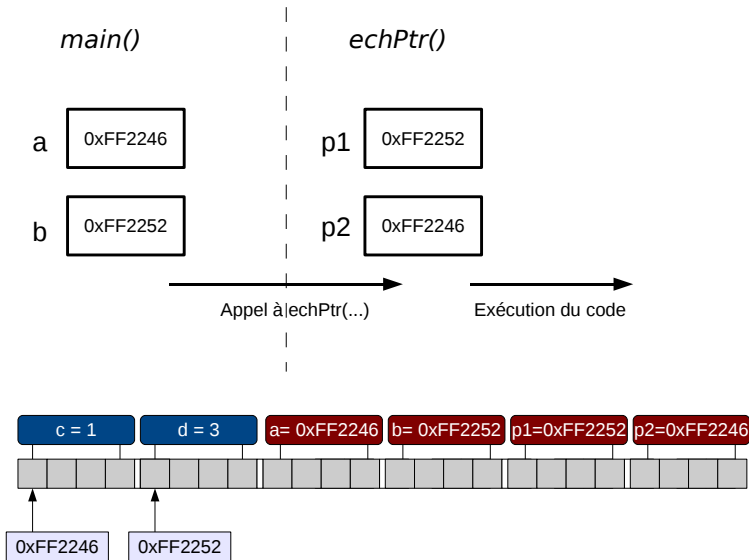 main() echPtr()
a 0xFF2246 p1 0xFF2252
b 0xFF2252 p2 0xFF2246
Appel à echPtr(...) Exécution du code
c = 1 d = 3 a= 0xFF2246 b= 0xFF2252 p1=0xFF2252 p2=0xFF2246
0xFF2246 0xFF2252